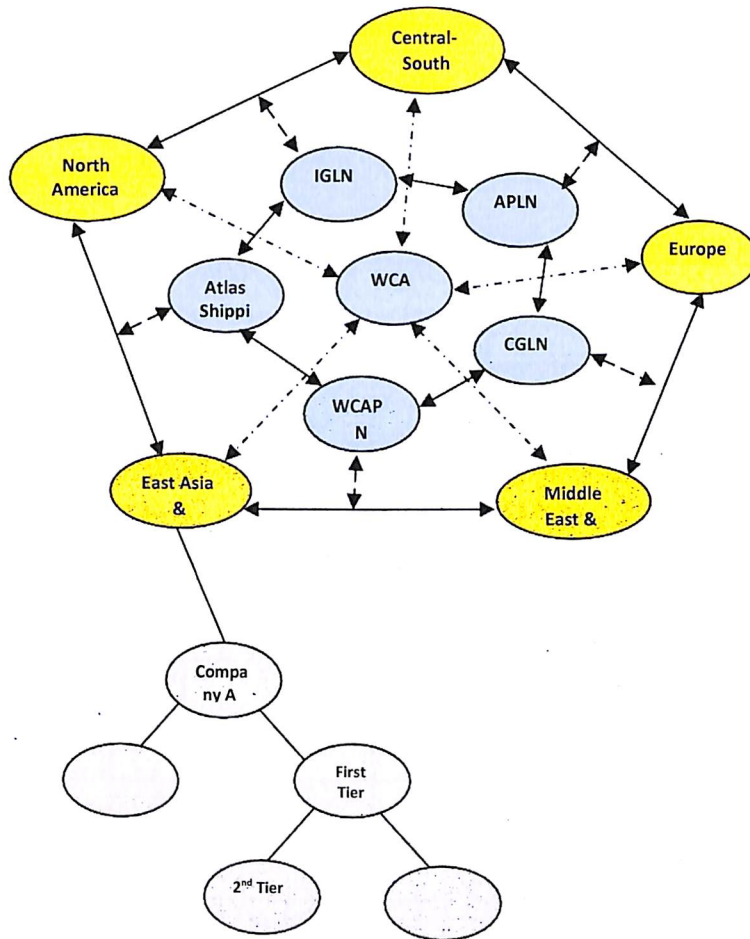 Central-
South
North
America
IGLN
APLN
Europe
WCA
Atlas
Shippi
CGLN
WCAP
N
East Asia
&
Middle
East &
Compa
ny A
First
Tier
2nd Tier